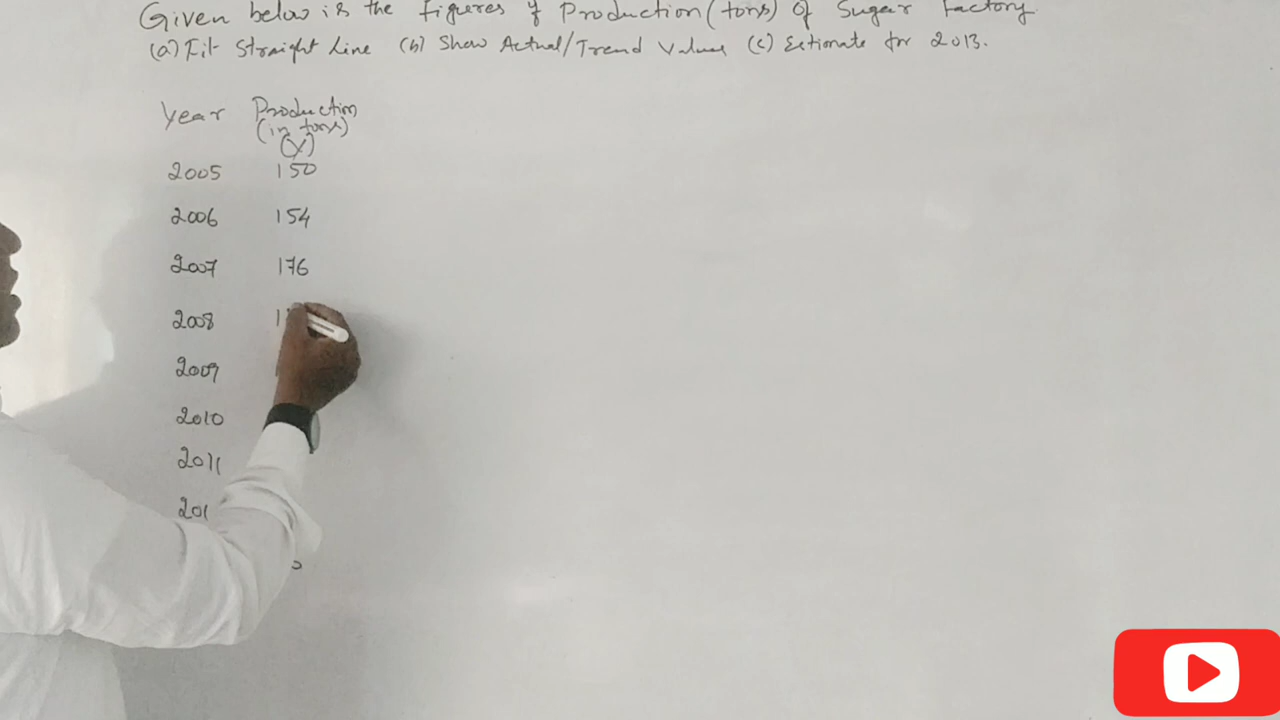 Given below is the figures of Production (tons) of Sugar Factory.
(a) Fit Straight Line (b) Show Actual/Trend Values (c) Estimate for 2013.
Year Production
(in tons)
(Y)
2005 150
2006 154
2007 176
2008
2009
2010
2011